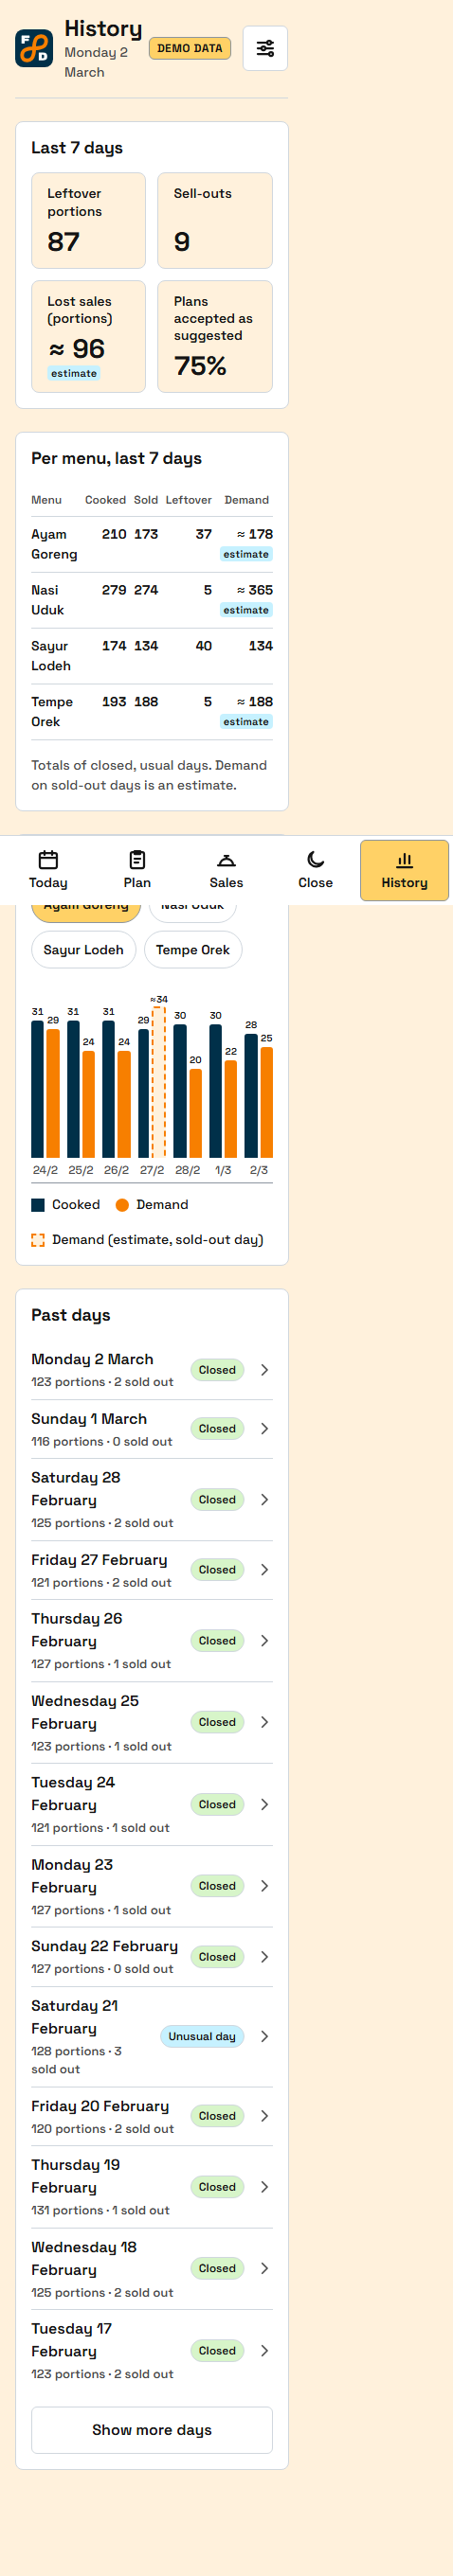 F D
History
Monday 2
March
DEMO DATA
Last 7 days
Leftover
portions
87
Sell-outs
9
Lost sales
(portions)
≈ 96
estimate
Plans
accepted as
suggested
75%
Per menu, last 7 days
Menu Cooked Sold Leftover Demand
Ayam
Goreng 210 173 37 ≈ 178
estimate
Nasi
Uduk 279 274 5 ≈ 365
estimate
Sayur
Lodeh 174 134 40 134
Tempe
Orek 193 188 5 ≈ 188
estimate
Totals of closed, usual days. Demand
on sold-out days is an estimate.
Today Plan Sales Close History
Ayam Goreng Nasi Uduk
Sayur Lodeh Tempe Orek
31 29 31 24 31 24 29 ≈34 30 20 30 22 28 25
24/2 25/2 26/2 27/2 28/2 1/3 2/3
Cooked Demand
Demand (estimate, sold-out day)
Past days
Monday 2 March
123 portions · 2 sold out
Closed
Sunday 1 March
116 portions · 0 sold out
Closed
Saturday 28
February
125 portions · 2 sold out
Closed
Friday 27 February
121 portions · 2 sold out
Closed
Thursday 26
February
127 portions · 1 sold out
Closed
Wednesday 25
February
123 portions · 1 sold out
Closed
Tuesday 24
February
121 portions · 1 sold out
Closed
Monday 23
February
127 portions · 1 sold out
Closed
Sunday 22 February
127 portions · 0 sold out
Closed
Saturday 21
February
128 portions · 3
sold out
Unusual day
Friday 20 February
120 portions · 2 sold out
Closed
Thursday 19
February
131 portions · 1 sold out
Closed
Wednesday 18
February
125 portions · 2 sold out
Closed
Tuesday 17
February
123 portions · 2 sold out
Closed
Show more days